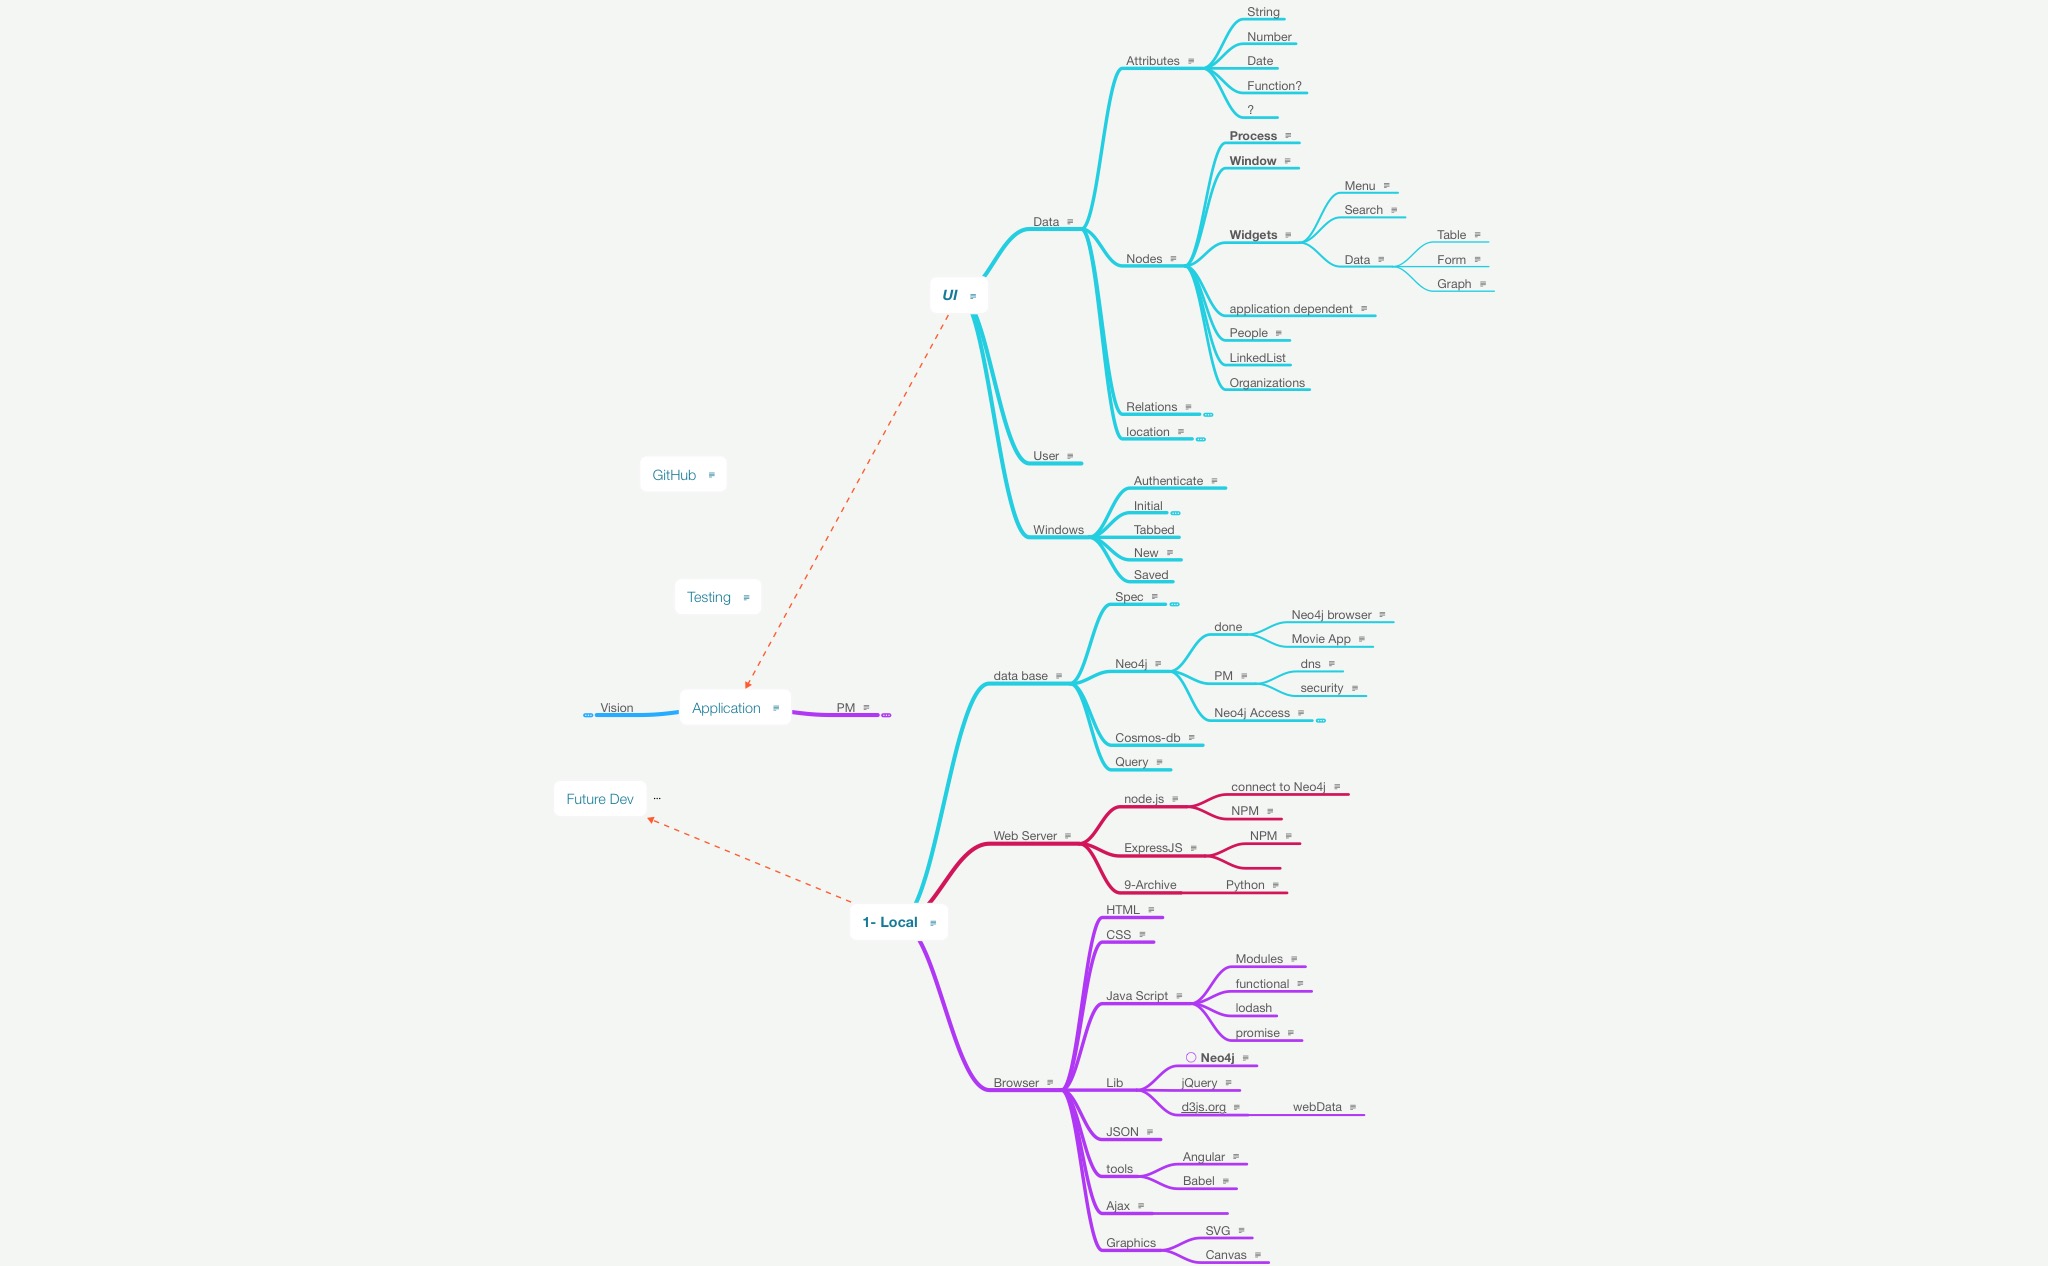 String
Number
Attributes
Date
Function?
?
Process
Window
Menu
Data
Search
Widgets
Table
Nodes
Data
Form
Graph
UI
application dependent
People
LinkedList
Organizations
Relations
location
User
GitHub
Authenticate
Initial
Windows
Tabbed
New
Saved
Testing
Spec
done
Neo4j browser
Movie App
Neo4j
data base
PM
dns
security
Neo4j Access
Vision
Application
PM
Cosmos-db
Query
Future Dev
node.js
connect to Neo4j
NPM
Web Server
ExpressJS
NPM
9-Archive
Python
1- Local
HTML
CSS
Java Script
Modules
functional
lodash
promise
Browser
Lib
Neo4j
jQuery
d3js.org
webData
JSON
tools
Angular
Babel
Ajax
Graphics
SVG
Canvas